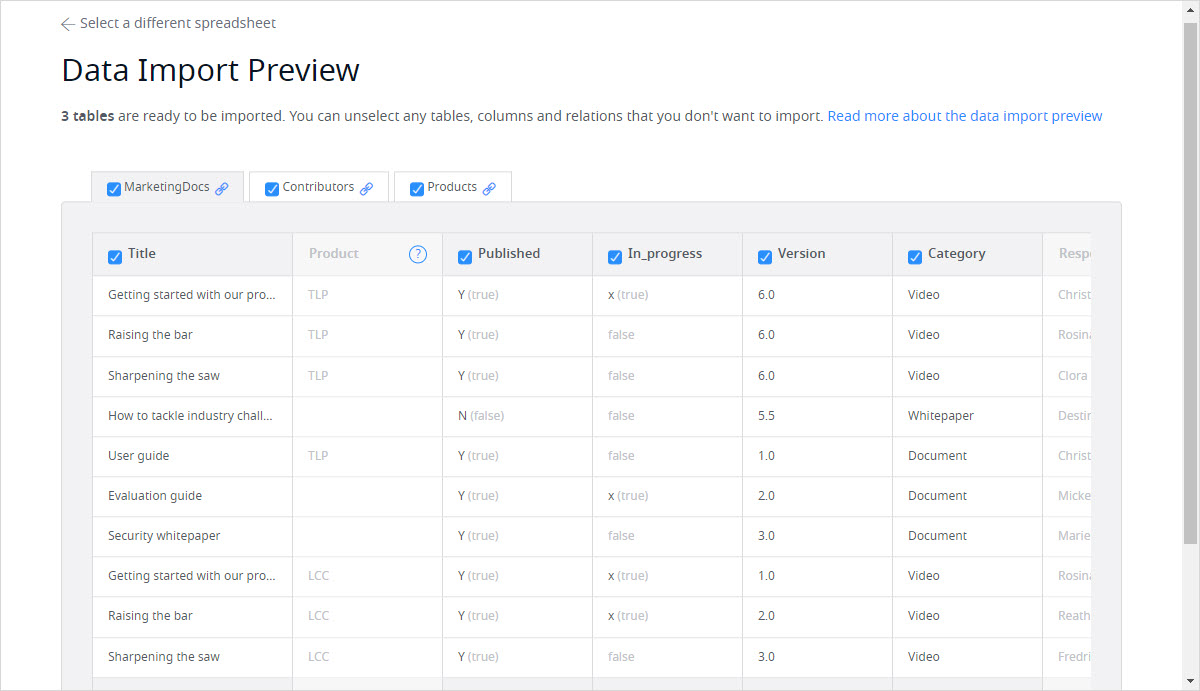 Select a different spreadsheet
Data Import Preview
3 tables are ready to be imported. You can unselect any tables, columns and relations that you don't want to import. Read more about the data import preview
MarketingDocs Contributors Products
Title Product ? Published In_progress Version Category Resp
Getting started with our pro... TLP Y (true) x (true) 6.0 Video Christ
Raising the bar TLP Y (true) false 6.0 Video Rosina
Sharpening the saw TLP Y (true) false 6.0 Video Clora
How to tackle industry chall... N (false) false 5.5 Whitepaper Destin
User guide TLP Y (true) false 1.0 Document Christ
Evaluation guide Y (true) x (true) 2.0 Document Micke
Security whitepaper Y (true) false 3.0 Document Marie
Getting started with our pro... LCC Y (true) x (true) 1.0 Video Rosina
Raising the bar LCC Y (true) x (true) 2.0 Video Reath
Sharpening the saw LCC Y (true) false 3.0 Video Fredri